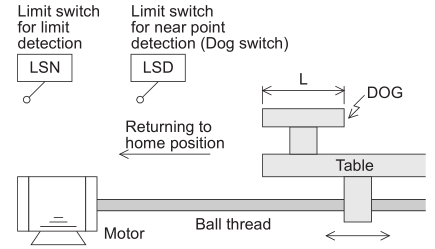 Limit switch
for limit
detection
LSN
Limit switch
for near point
detection (Dog switch)
LSD
L
DOG
Returning to
home position
Table
Ball thread
Motor